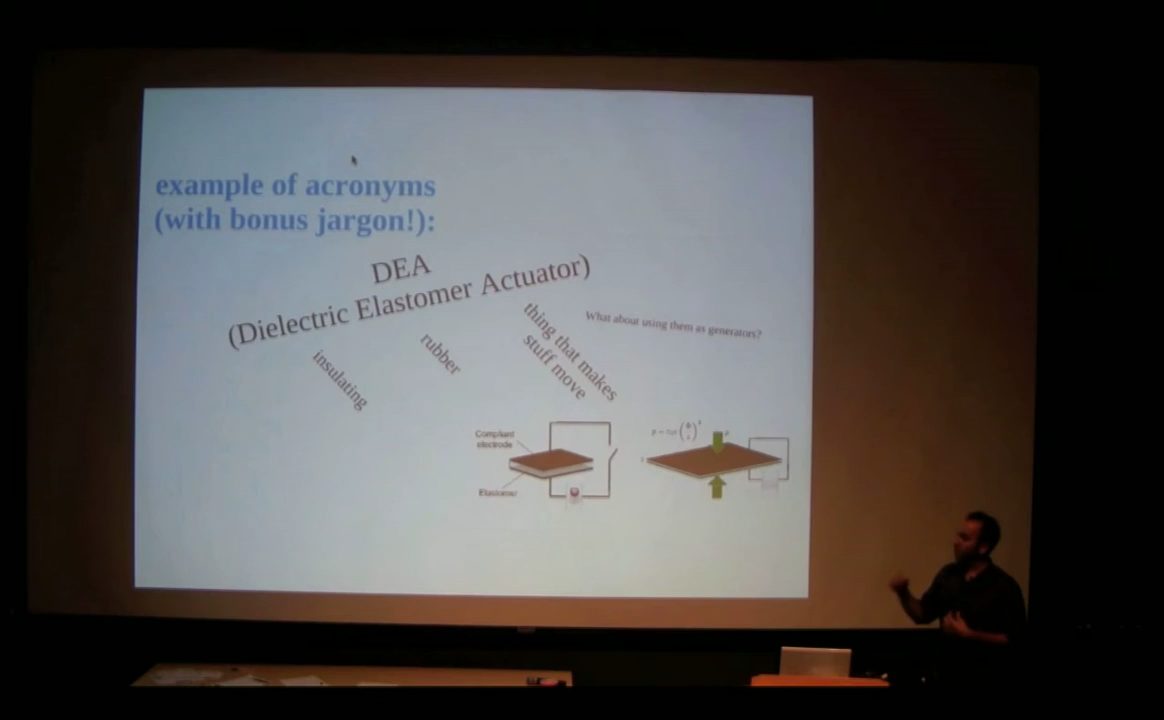 example of acronyms
(with bonus jargon!):
DEA
(Dielectric Elastomer Actuator)
insulating
rubber
thing that makes
stuff move
What about using them as generators?
Compliant
electrode
Elastomer